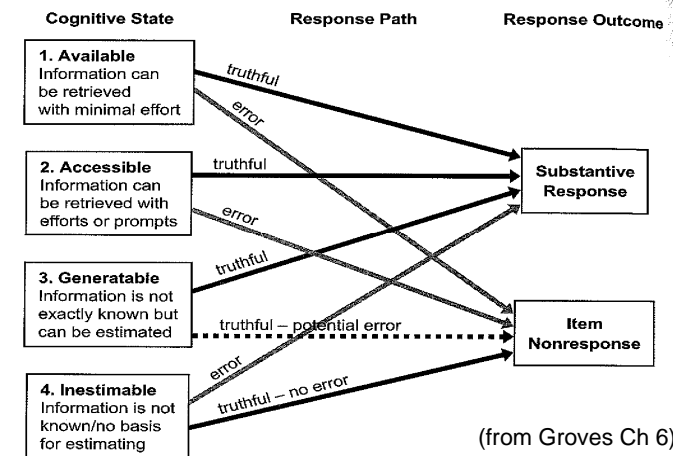 Cognitive State Response Path Response Outcome
1. Available
Information can
be retrieved
with minimal effort
truthful
error
2. Accessible
Information can
be retrieved with
efforts or prompts
truthful
error
Substantive
Response
3. Generatable
Information is not
exactly known but
can be estimated
truthful
truthful – potential error
Item
Nonresponse
4. Inestimable
Information is not
known/no basis
for estimating
error
truthful – no error
(from Groves Ch 6)